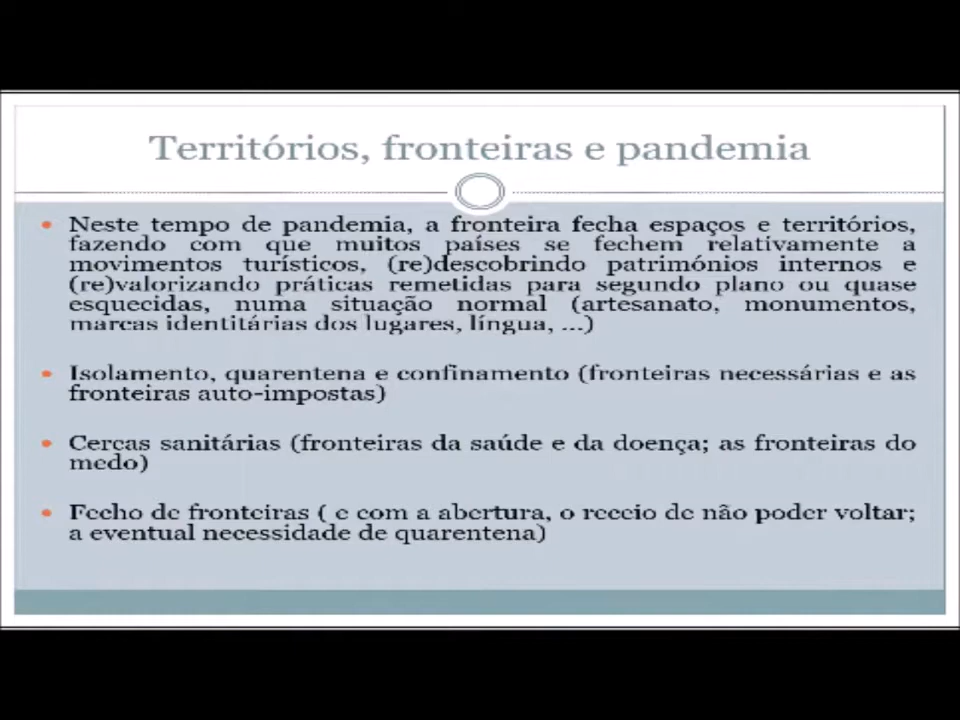 Territórios, fronteiras e pandemia
• Neste tempo de pandemia, a fronteira fecha espaços e territórios,
fazendo com que muitos países se fechem relativamente a
movimentos turísticos, (re)descobrindo patrimónios internos e
(re)valorizando práticas remetidas para segundo plano ou quase
esquecidas, numa situação normal (artesanato, monumentos,
marcas identitárias dos lugares, língua, ...)
• Isolamento, quarentena e confinamento (fronteiras necessárias e as
fronteiras auto-impostas)
• Cercas sanitárias (fronteiras da saúde e da doença; as fronteiras do
medo)
• Fecho de fronteiras ( e com a abertura, o receio de não poder voltar;
a eventual necessidade de quarentena)